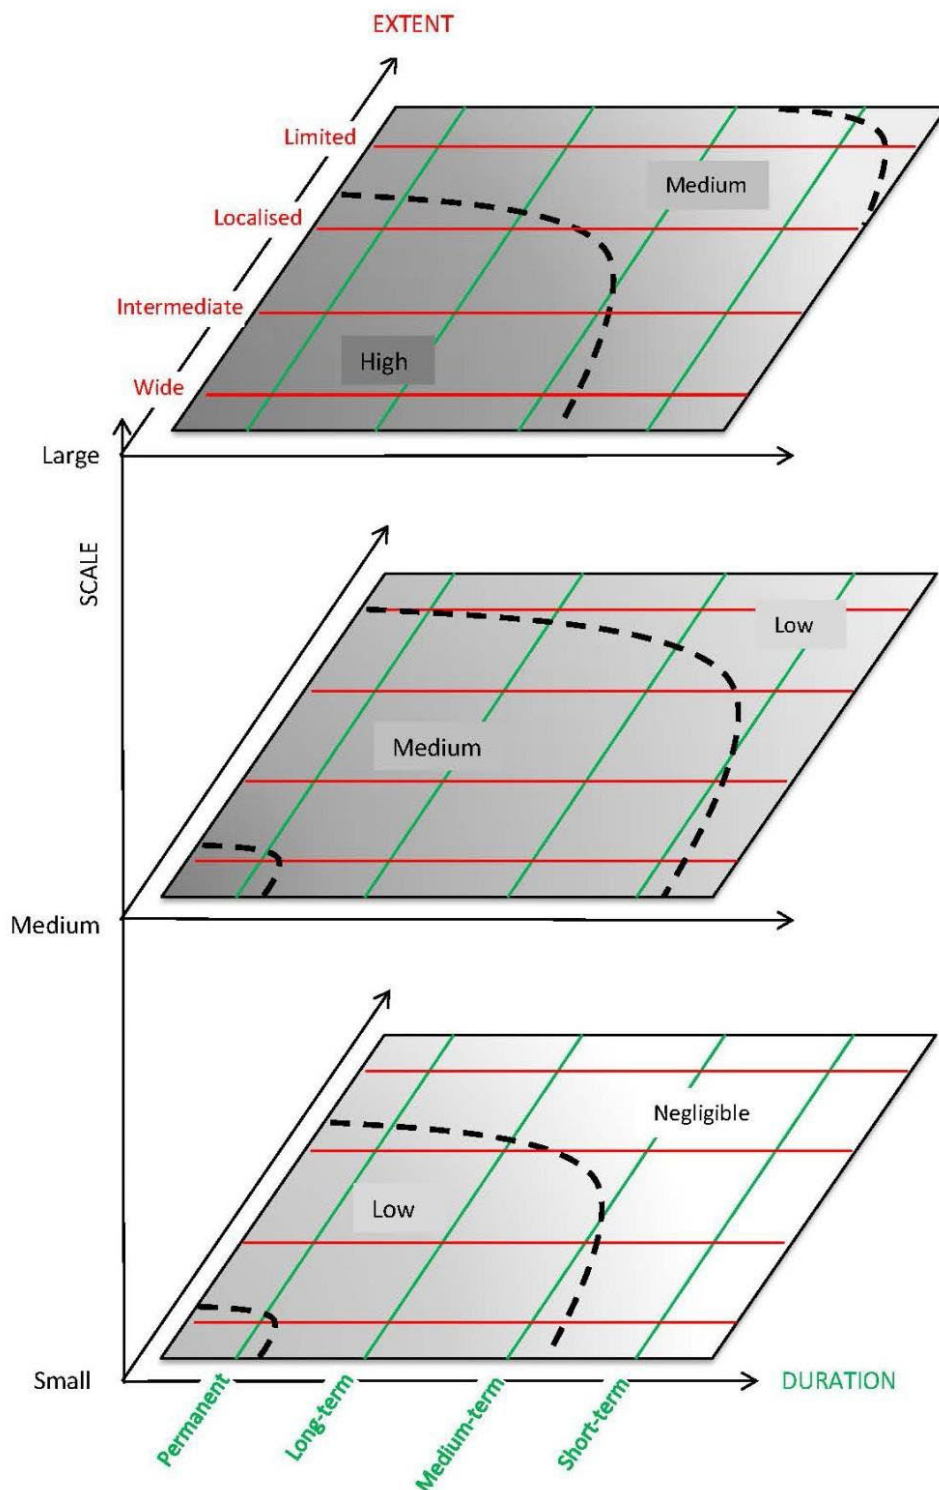 EXTENT
Limited
Medium
Localised
Intermediate
High
Wide
Large
SCALE
Low
Medium
Medium
Negligible
Low
Small
DURATION
Permanent
Long-term
Medium-term
Short-term